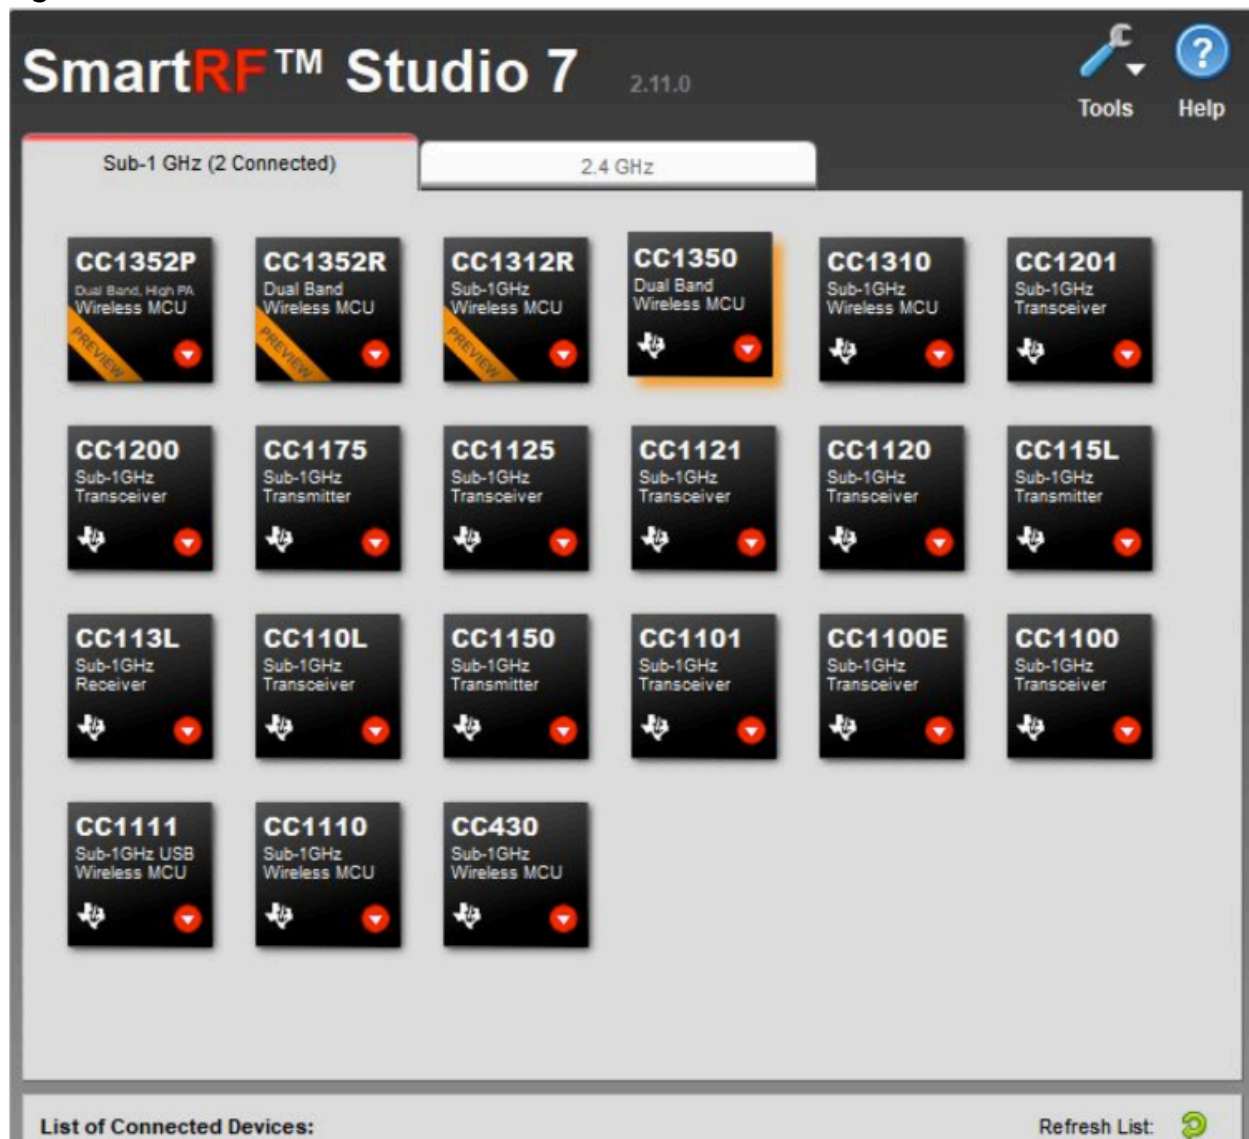 SmartRF™ Studio 7 2.11.0
Tools Help
Sub-1 GHz (2 Connected) 2.4 GHz
CC1352P
Dual Band, High PA
Wireless MCU
PREVIEW
CC1352R
Dual Band
Wireless MCU
PREVIEW
CC1312R
Sub-1GHz
Wireless MCU
PREVIEW
CC1350
Dual Band
Wireless MCU
CC1310
Sub-1GHz
Wireless MCU
CC1201
Sub-1GHz
Transceiver
CC1200
Sub-1GHz
Transceiver
CC1175
Sub-1GHz
Transmitter
CC1125
Sub-1GHz
Transceiver
CC1121
Sub-1GHz
Transceiver
CC1120
Sub-1GHz
Transceiver
CC115L
Sub-1GHz
Transmitter
CC113L
Sub-1GHz
Receiver
CC110L
Sub-1GHz
Transceiver
CC1150
Sub-1GHz
Transmitter
CC1101
Sub-1GHz
Transceiver
CC1100E
Sub-1GHz
Transceiver
CC1100
Sub-1GHz
Transceiver
CC1111
Sub-1GHz USB
Wireless MCU
CC1110
Sub-1GHz
Wireless MCU
CC430
Sub-1GHz
Wireless MCU
List of Connected Devices: Refresh List: